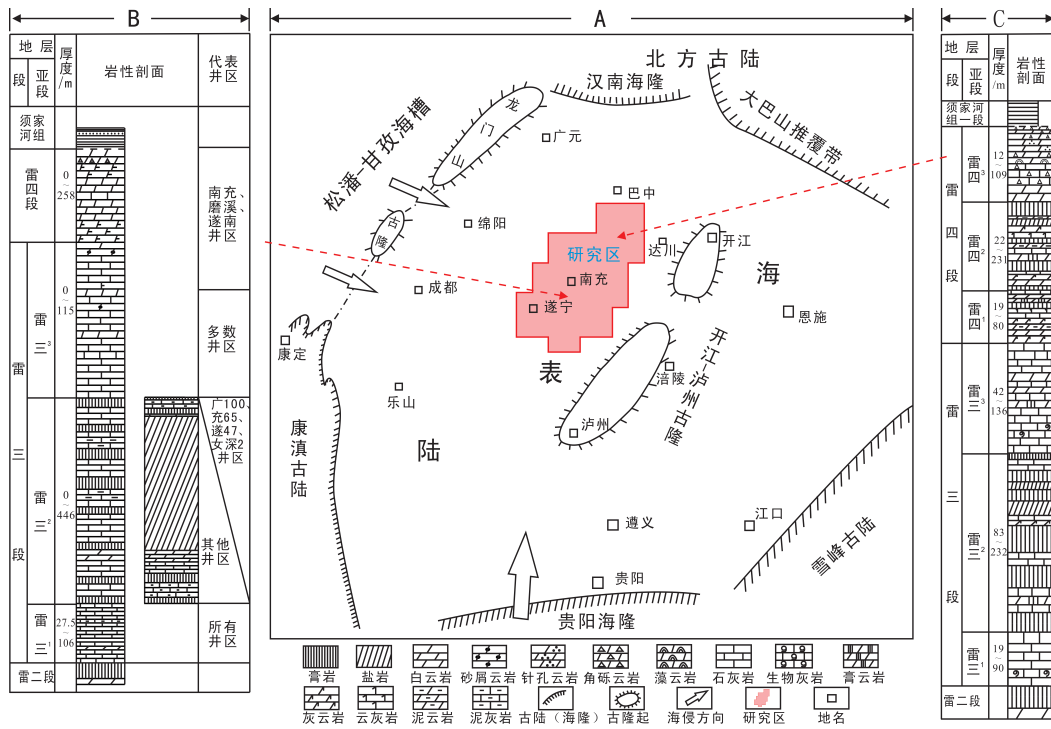 B
A
C
地 层
段
亚段
厚度/m
岩性剖面
代表井区
须家河组
雷四段
0~258
南充、磨溪、遂南井区
雷三段
雷三³
0~115
多数井区
雷三²
0~446
广100、充65、遂47、女深2井区
其他井区
雷三¹
27.5~106
所有井区
雷二段
北方古陆
汉南海隆
大巴山推覆带
松潘-甘孜海槽
龙门山
古隆
广元
巴中
绵阳
研究区
达川
开江
海
成都
南充
遂宁
恩施
康定
表
开江-泸州古隆
涪陵
乐山
泸州
陆
康滇古陆
遵义
江口
雪峰古陆
贵阳
贵阳海隆
地层
段
亚段
厚度/m
岩性剖面
须家河组一段
雷四段
雷四³
12~109
雷四²
22~231
雷四¹
19~80
雷三段
雷三³
42~136
雷三²
83~232
雷三¹
19~90
雷二段
膏岩
盐岩
白云岩
砂屑云岩
针孔云岩
角砾云岩
藻云岩
石灰岩
生物灰岩
膏云岩
灰云岩
云灰岩
泥云岩
泥灰岩
古陆（海隆）
古隆起
海侵方向
研究区
地名